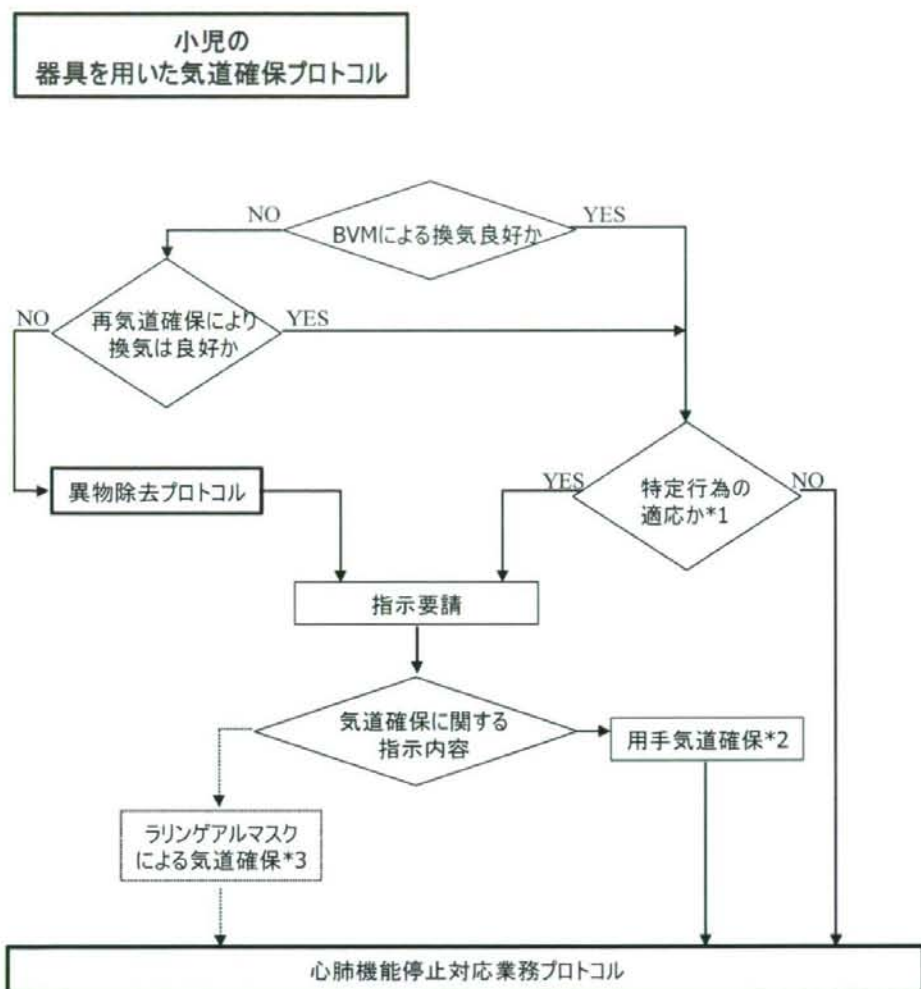 小児の
器具を用いた気道確保プロトコル
NO
YES
BVMによる換気良好か
NO
YES
再気道確保により
換気は良好か
異物除去プロトコル
YES
NO
特定行為の
適応か*1
指示要請
気道確保に関する
指示内容
用手気道確保*2
ラリンゲアルマスク
による気道確保*3
心肺機能停止対応業務プロトコル